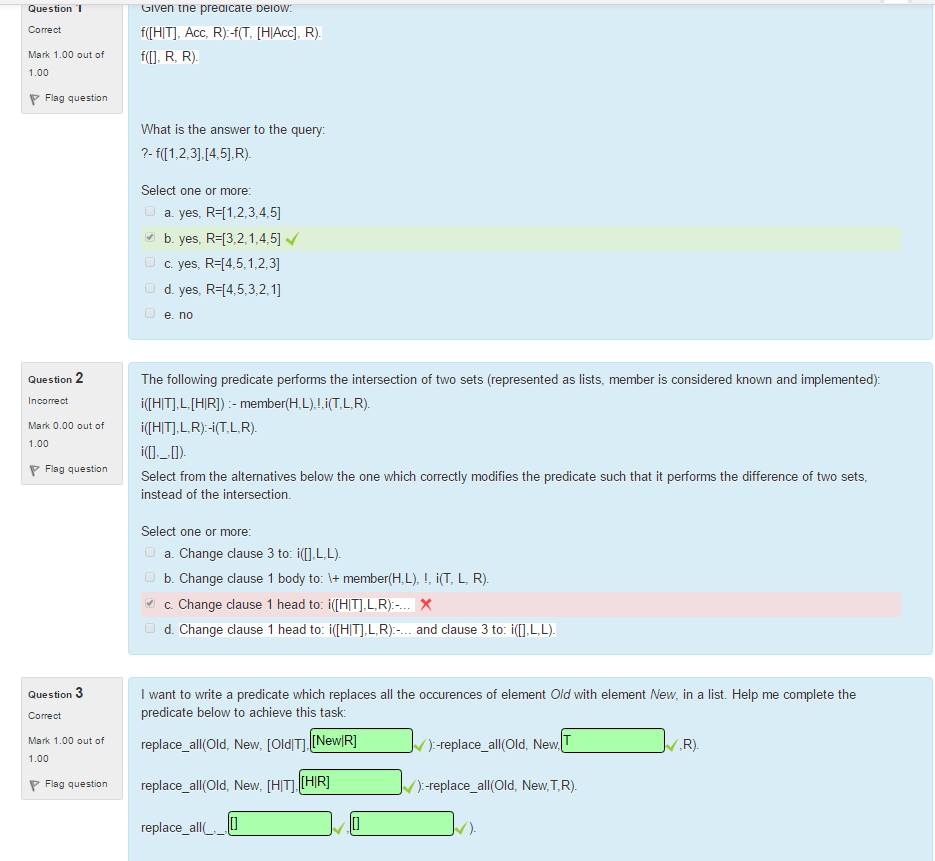 Question 1
Correct
Mark 1.00 out of
1.00
Flag question
Given the predicate below:
f([H|T], Acc, R):-f(T, [H|Acc], R).
f([], R, R).
What is the answer to the query:
?- f([1,2,3],[4,5],R).
Select one or more:
a. yes, R=[1,2,3,4,5]
b. yes, R=[3,2,1,4,5]
c. yes, R=[4,5,1,2,3]
d. yes, R=[4,5,3,2,1]
e. no
Question 2
Incorrect
Mark 0.00 out of
1.00
Flag question
The following predicate performs the intersection of two sets (represented as lists, member is considered known and implemented):
i([H|T],L,[H|R]) :- member(H,L),!,i(T,L,R).
i([H|T],L,R):-i(T,L,R).
i([],_,[]).
Select from the alternatives below the one which correctly modifies the predicate such that it performs the difference of two sets,
instead of the intersection.
Select one or more:
a. Change clause 3 to: i([],L,L).
b. Change clause 1 body to: \+ member(H,L), !, i(T, L, R).
c. Change clause 1 head to: i([H|T],L,R):-...
d. Change clause 1 head to: i([H|T],L,R):-... and clause 3 to: i([],L,L).
Question 3
Correct
Mark 1.00 out of
1.00
Flag question
I want to write a predicate which replaces all the occurences of element Old with element New, in a list. Help me complete the
predicate below to achieve this task:
replace_all(Old, New, [Old|T],[New|R] ):-replace_all(Old, New,T ,R).
replace_all(Old, New, [H|T],[H|R] ):-replace_all(Old, New,T,R).
replace_all(_,_,[] ,[] ).